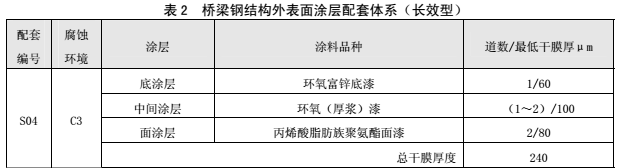 表 2 桥梁钢结构外表面涂层配套体系（长效型）
配套编号 腐蚀环境 涂层 涂料品种 道数/最低干膜厚μm
S04 C3 底涂层 环氧富锌底漆 1/60
中间涂层 环氧（厚浆）漆 （1～2）/100
面涂层 丙烯酸脂肪族聚氨酯面漆 2/80
总干膜厚度 240